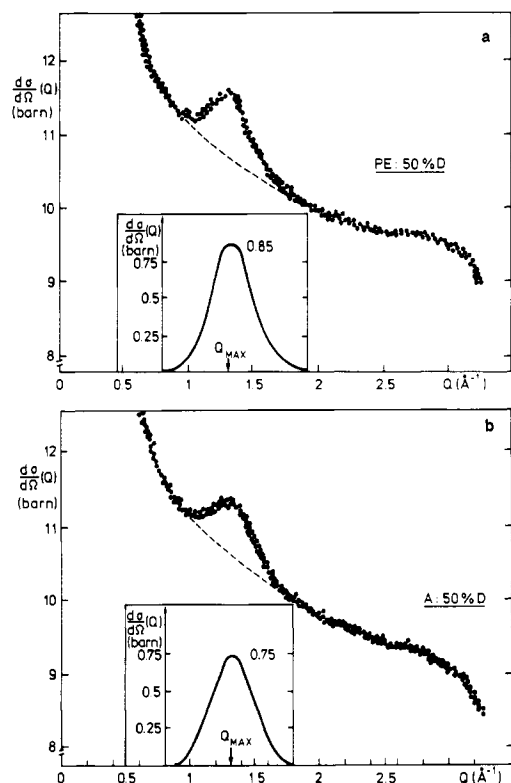 a
12
dσ
dΩ (Q)
(barn)
11
PE: 50 % D
10
dσ
dΩ (Q)
(barn)
0.85
0.75
9
0.5
0.25
Q MAX
8
0 0.5 1 1.5 2 2.5 Q (Å⁻¹)
b
12
dσ
dΩ (Q)
(barn)
11
10
A: 50 % D
dσ
dΩ (Q)
(barn)
0.75
0.75
9
0.5
0.25
Q MAX
8
0 0.5 1 1.5 2 2.5 3 Q (Å⁻¹)